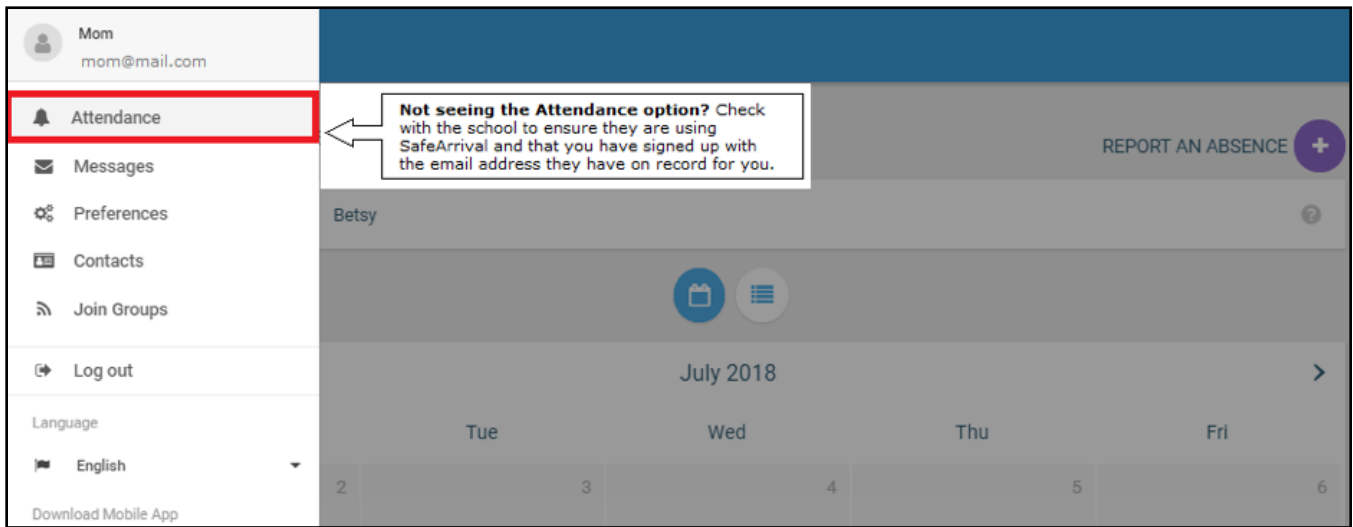 Mom
mom@mail.com
Attendance
Messages
Preferences
Contacts
Join Groups
Log out
Language
English
Download Mobile App
Not seeing the Attendance option? Check
with the school to ensure they are using
SafeArrival and that you have signed up with
the email address they have on record for you.
REPORT AN ABSENCE +
Betsy ?
July 2018 >
Tue Wed Thu Fri
2 3 4 5 6